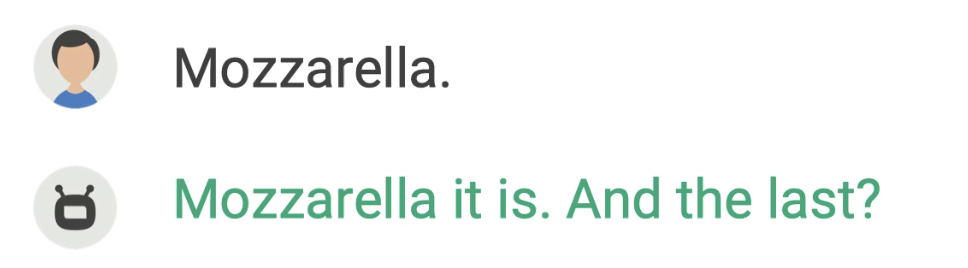 Mozzarella.
Mozzarella it is. And the last?